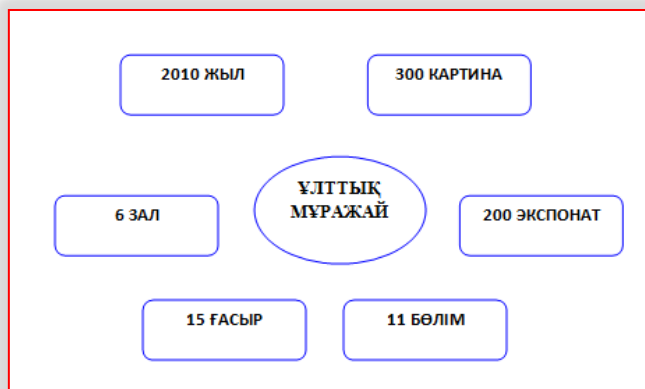 2010 ЖЫЛ
300 КАРТИНА
ҰЛТТЫҚ
МҰРАЖАЙ
6 ЗАЛ
200 ЭКСПОНАТ
15 ҒАСЫР
11 БӨЛІМ